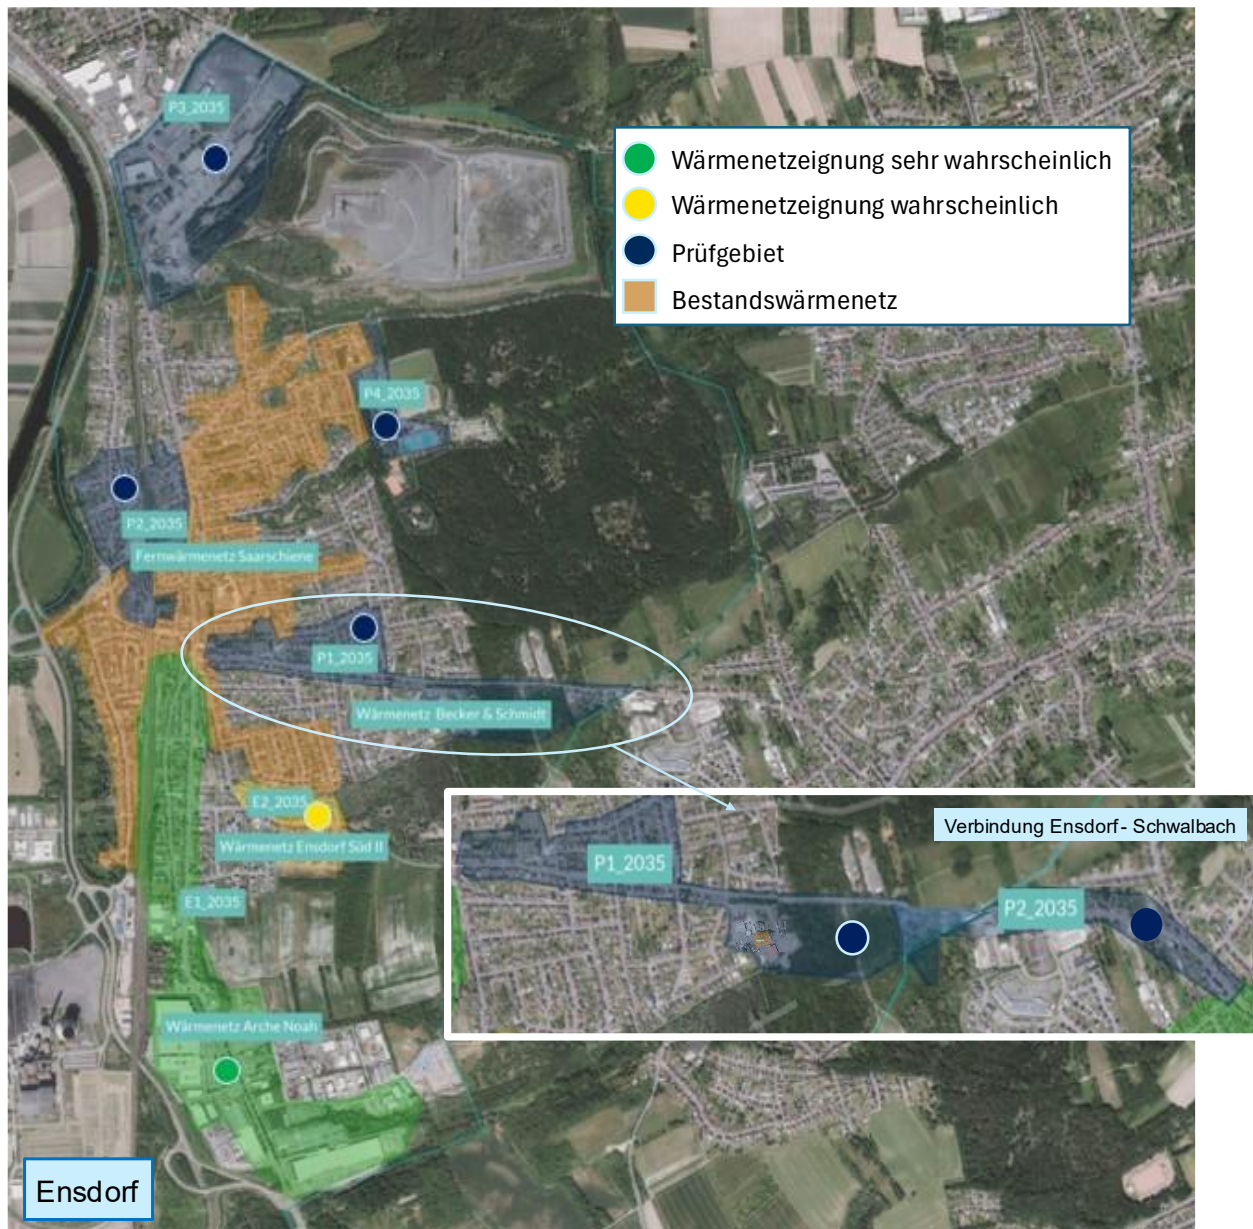 P3_2035
Wärmenetzeignung sehr wahrscheinlich
Wärmenetzeignung wahrscheinlich
Prüfgebiet
Bestandswärmenetz
P4_2035
P2_2035
Fernwärmenetz Saarschiene
P1_2035
Wärmenetz Becker & Schmidt
E2_2035
Wärmenetz Ensdorf Süd II
E1_2035
Wärmenetz Arche Noah
Verbindung Ensdorf - Schwalbach
P1_2035
P2_2035
Ensdorf